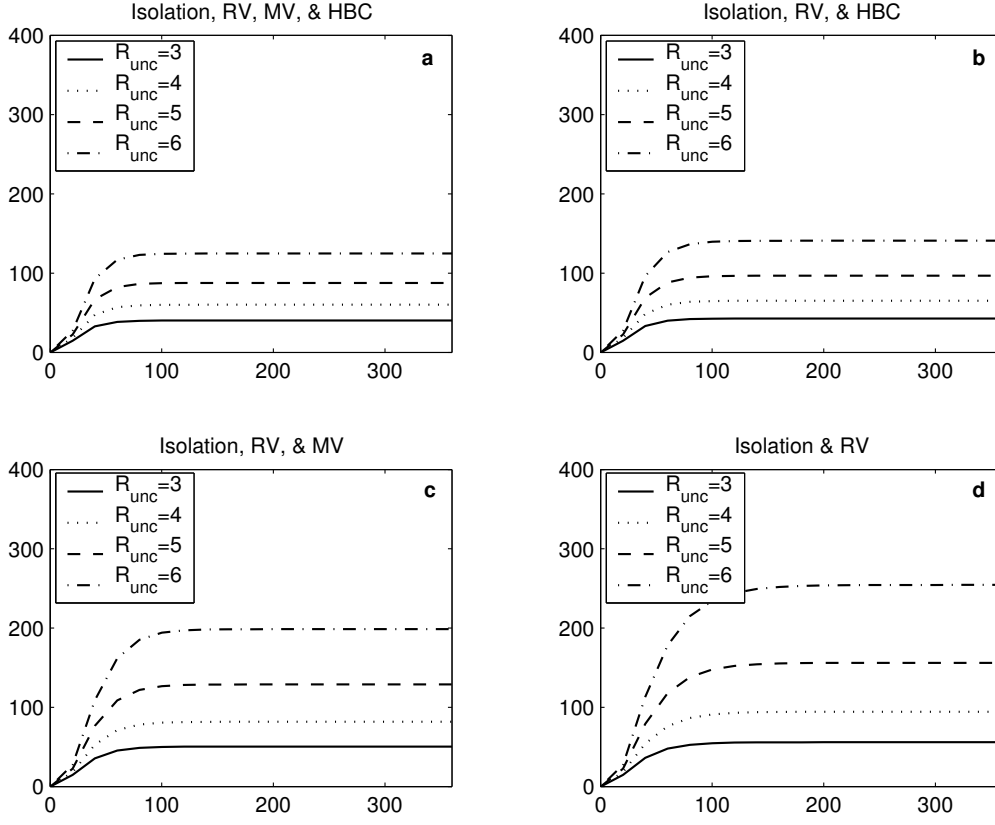 Isolation, RV, MV, & HBC
a
R_unc=3
R_unc=4
R_unc=5
R_unc=6
400
300
200
100
0
0 100 200 300
Isolation, RV, & HBC
b
R_unc=3
R_unc=4
R_unc=5
R_unc=6
400
300
200
100
0
0 100 200 300
Isolation, RV, & MV
c
R_unc=3
R_unc=4
R_unc=5
R_unc=6
400
300
200
100
0
0 100 200 300
Isolation & RV
d
R_unc=3
R_unc=4
R_unc=5
R_unc=6
400
300
200
100
0
0 100 200 300